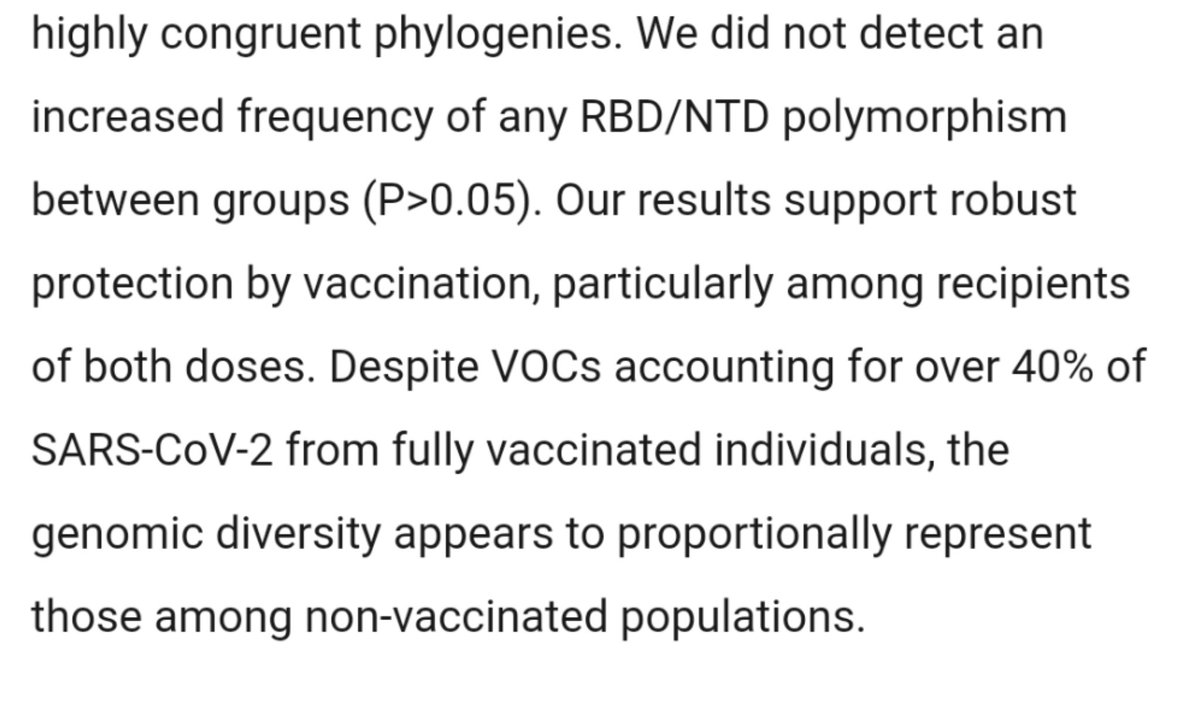 highly congruent phylogenies. We did not detect an
increased frequency of any RBD/NTD polymorphism
between groups (P>0.05). Our results support robust
protection by vaccination, particularly among recipients
of both doses. Despite VOCs accounting for over 40% of
SARS-CoV-2 from fully vaccinated individuals, the
genomic diversity appears to proportionally represent
those among non-vaccinated populations.